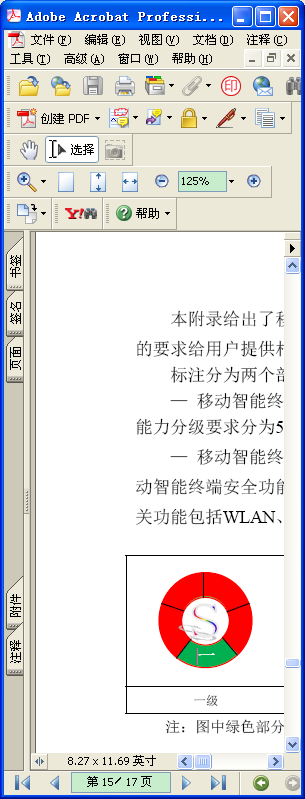 Adobe Acrobat Professi...
文件(F) 编辑(E) 视图(V) 文档(D) 注释(C)
工具(T) 高级(A) 窗口(W) 帮助(H)
创建 PDF
选择
125%
Y! 帮助
书签
签名
页面
附件
注释
本附录给出了移
的要求给用户提供相
标注分为两个部
— 移动智能终
能力分级要求分为5
— 移动智能终
动智能终端安全功能
关功能包括WLAN、
S
一
一级
注：图中绿色部分
8.27 x 11.69 英寸
第 15/ 17 页